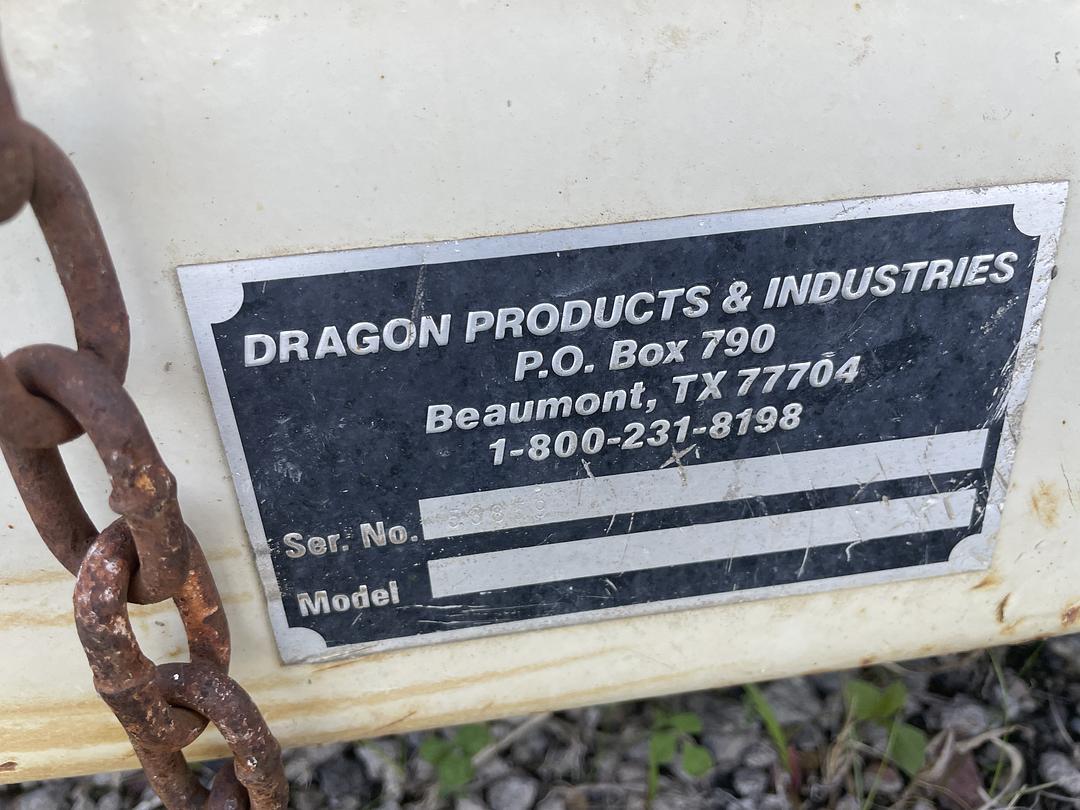 DRAGON PRODUCTS & INDUSTRIES
P.O. Box 790
Beaumont, TX 77704
1-800-231-8198
Ser. No.
Model